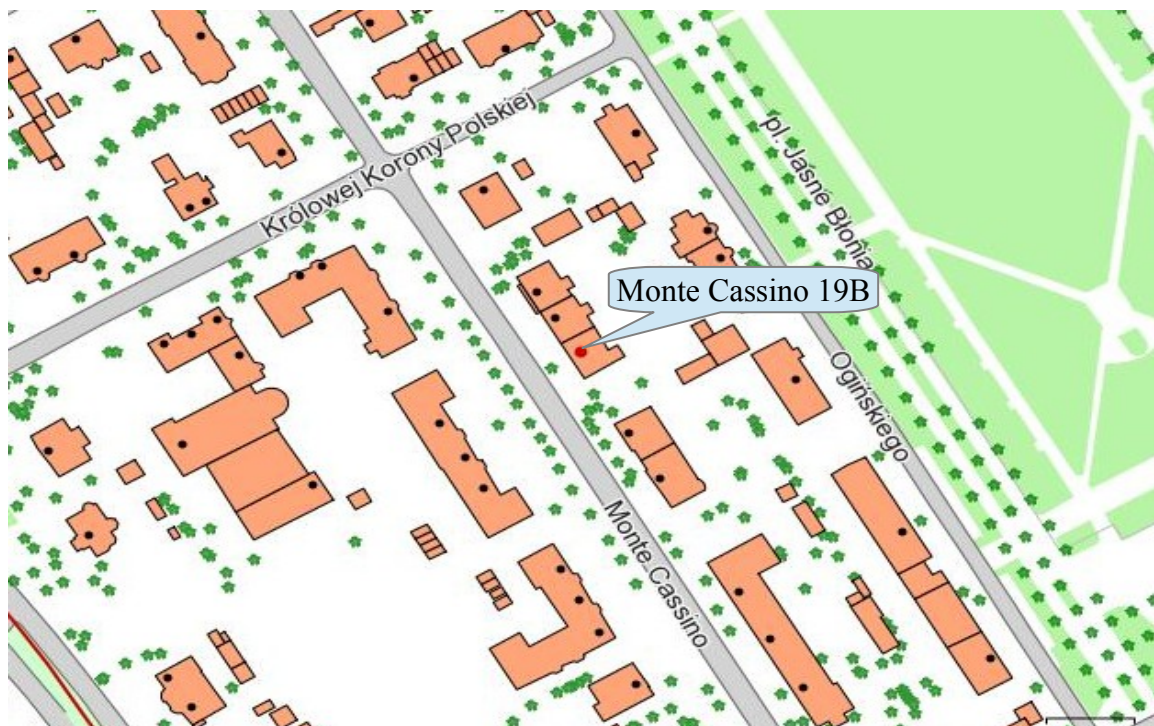 Królowej Korony Polskiej
pl. Jasne Błonia
Monte Cassino 19B
Ogińskiego
Monte Cassino